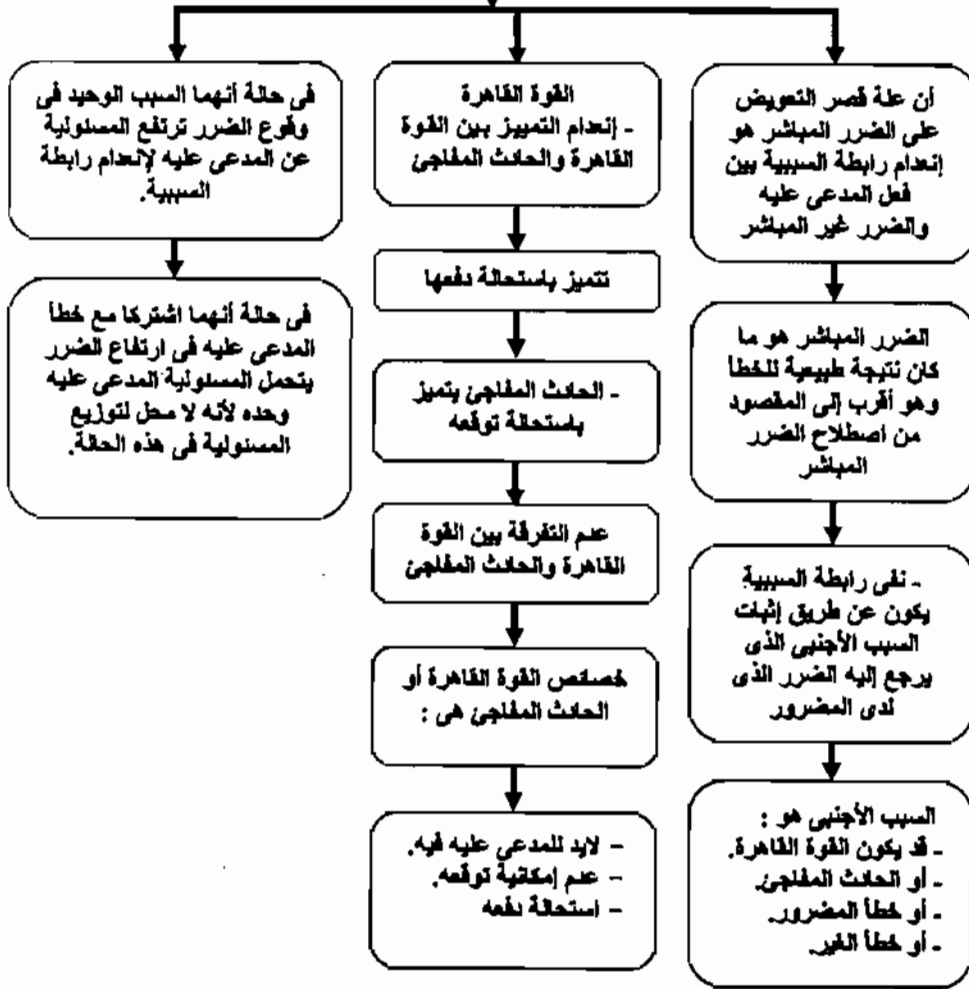 أن علة قصر التعويض
على الضرر المباشر هو
إنعدام رابطة السببية بين
فعل المدعى عليه
والضرر غير المباشر
الضرر المباشر هو ما
كان نتيجة طبيعية للخطأ
وهو أقرب إلى المقصود
من اصطلاح الضرر
المباشر
- نفى رابطة السببية
يكون عن طريق إثبات
السبب الأجنبى الذى
يرجع إليه الضرر الذى
لدى المضرور
السبب الأجنبى هو :
- قد يكون القوة القاهرة.
- أو الحادث المفاجئ.
- أو خطأ المضرور.
- أو خطأ الغير.
القوة القاهرة
- إنعدام التمييز بين القوة
القاهرة والحادث المفاجئ
تتميز باستحالة دفعها
- الحادث المفاجئ يتميز
باستحالة توقعه
عدم التفرقة بين القوة
القاهرة والحادث المفاجئ
خصائص القوة القاهرة أو
الحادث المفاجئ هى :
- لايد للمدعى عليه فيه.
- عدم إمكانية توقعه.
- استحالة دفعه
فى حالة أنهما السبب الوحيد فى
وقوع الضرر ترتفع المسئولية
عن المدعى عليه لإنعدام رابطة
السببية.
فى حالة أنهما اشتركا مع خطأ
المدعى عليه فى ارتفاع الضرر
يتحمل المسئولية المدعى عليه
وحده لأنه لا محل لتوزيع
المسئولية فى هذه الحالة.